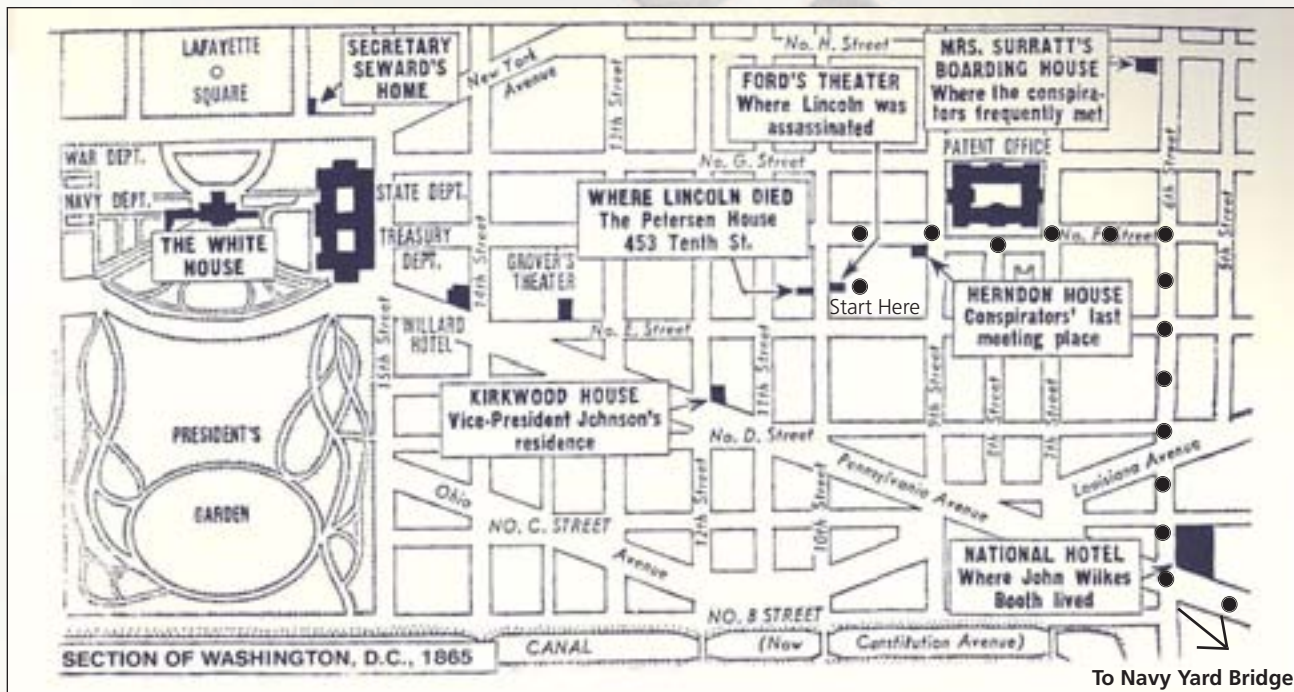 LAFAYETTE
SQUARE
SECRETARY
SEWARD'S
HOME
New York
Avenue
13th Street
No. H. Street
FORD'S THEATER
Where Lincoln was
assassinated
MRS. SURRATT'S
BOARDING HOUSE
Where the conspira-
tors frequently met
WAR DEPT.
NAVY DEPT.
STATE DEPT.
TREASURY
DEPT.
THE WHITE
HOUSE
No. G. Street
PATENT OFFICE
6th Street
5th Street
WHERE LINCOLN DIED
The Petersen House
453 Tenth St.
No. F. Street
14th Street
GROVER'S
THEATER
Start Here
HERNDON HOUSE
Conspirators' last
meeting place
15th Street
WILLARD
HOTEL
No. E. Street
KIRKWOOD HOUSE
Vice-President Johnson's
residence
11th Street
9th Street
8th Street
7th Street
No. D. Street
PRESIDENT'S
GARDEN
Pennsylvania Avenue
Louisiana Avenue
Ohio
Avenue
NO. C. STREET
12th Street
10th Street
NATIONAL HOTEL
Where John Wilkes
Booth lived
NO. B STREET
SECTION OF WASHINGTON, D.C., 1865
CANAL
(Now
Constitution Avenue)
To Navy Yard Bridge